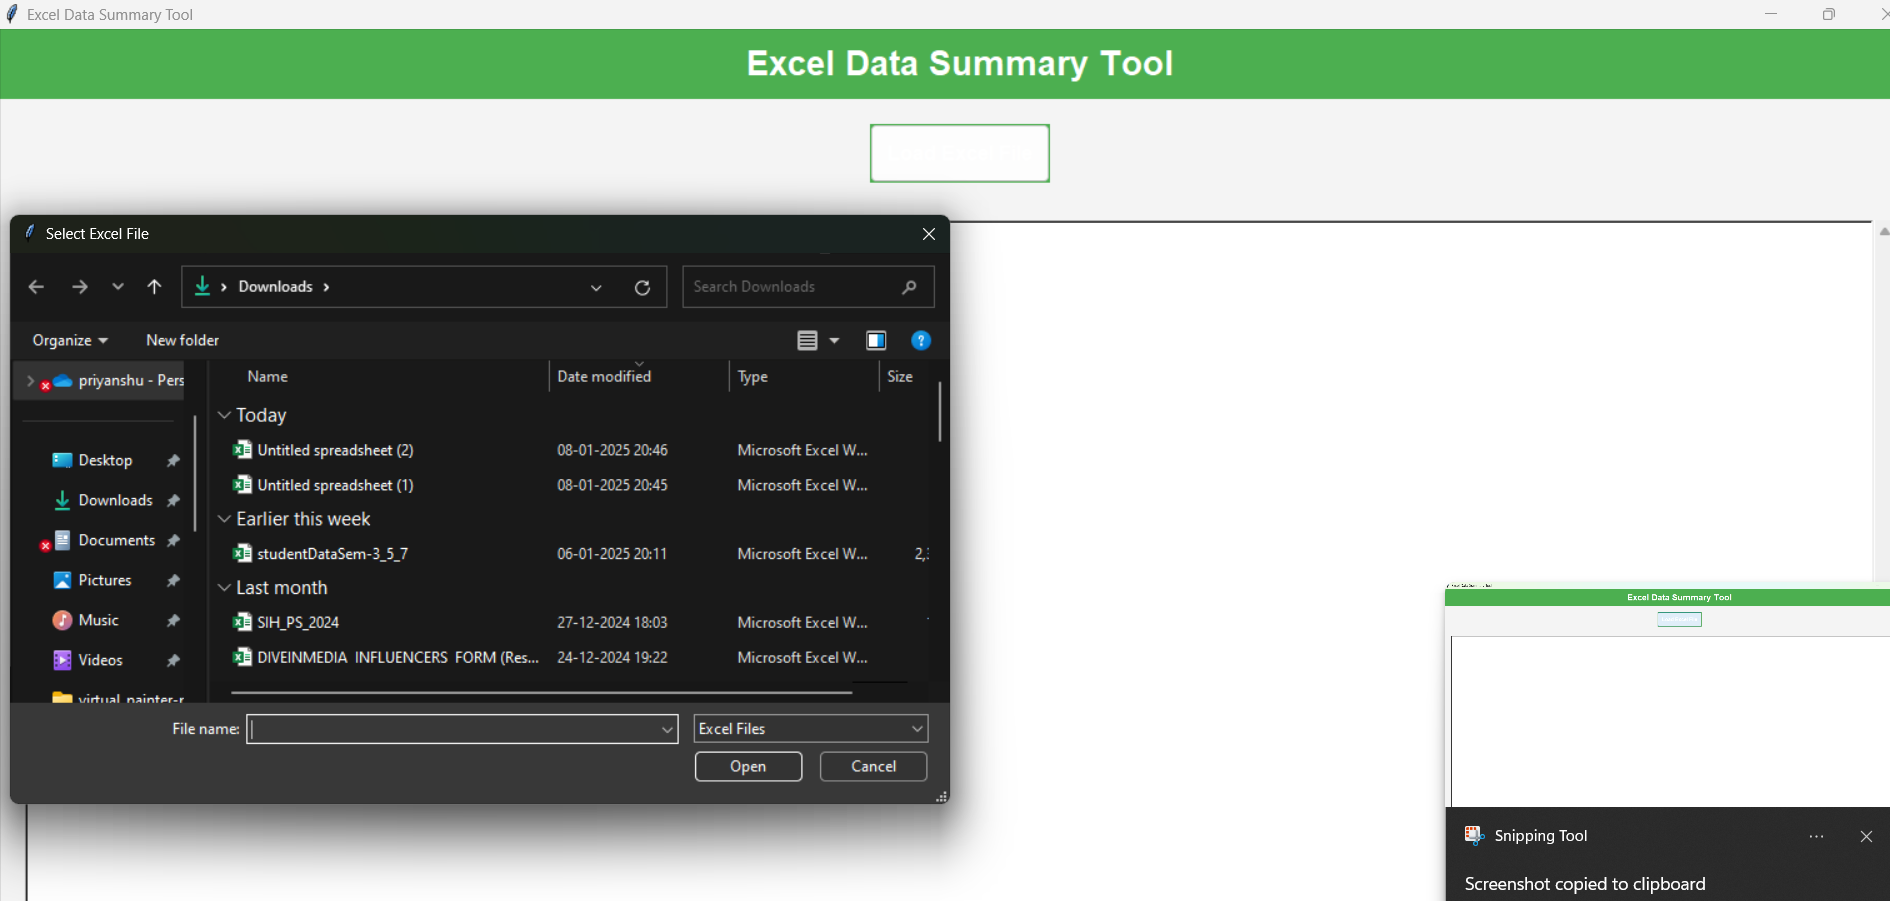 Excel Data Summary Tool
Excel Data Summary Tool
Select Excel File
Downloads
Search Downloads
Organize
New folder
priyanshu - Pers
Name
Date modified
Type
Size
Today
Untitled spreadsheet (2)
08-01-2025 20:46
Microsoft Excel W...
Desktop
Untitled spreadsheet (1)
08-01-2025 20:45
Microsoft Excel W...
Downloads
Earlier this week
Documents
studentDataSem-3_5_7
06-01-2025 20:11
Microsoft Excel W...
2,
Pictures
Last month
Music
SIH_PS_2024
27-12-2024 18:03
Microsoft Excel W...
Videos
DIVEINMEDIA INFLUENCERS FORM (Res...
24-12-2024 19:22
Microsoft Excel W...
File name:
Excel Files
Open
Cancel
Excel Data Summary Tool
Snipping Tool
Screenshot copied to clipboard